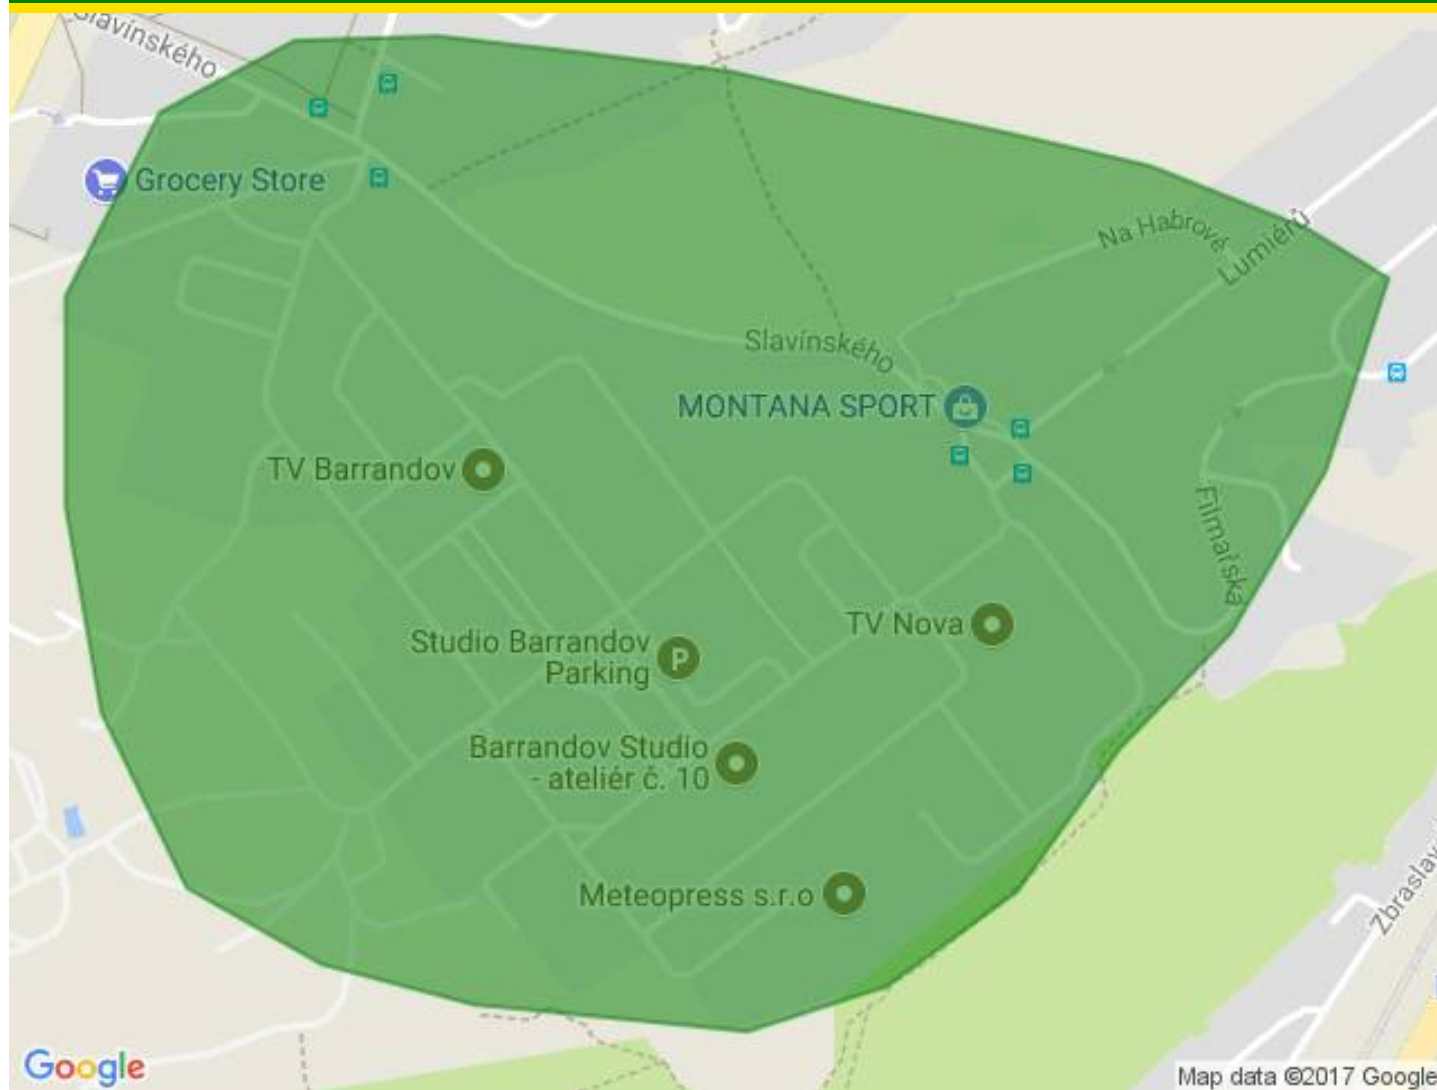 Slavínského
Grocery Store
Na Habrové
Lumiérů
Slavínského
MONTANA SPORT
TV Barrandov
Filmařská
TV Nova
Studio Barrandov
Parking
P
Barrandov Studio
- ateliér č. 10
Meteopress s.r.o
Zbraslav
Google
Map data ©2017 Google